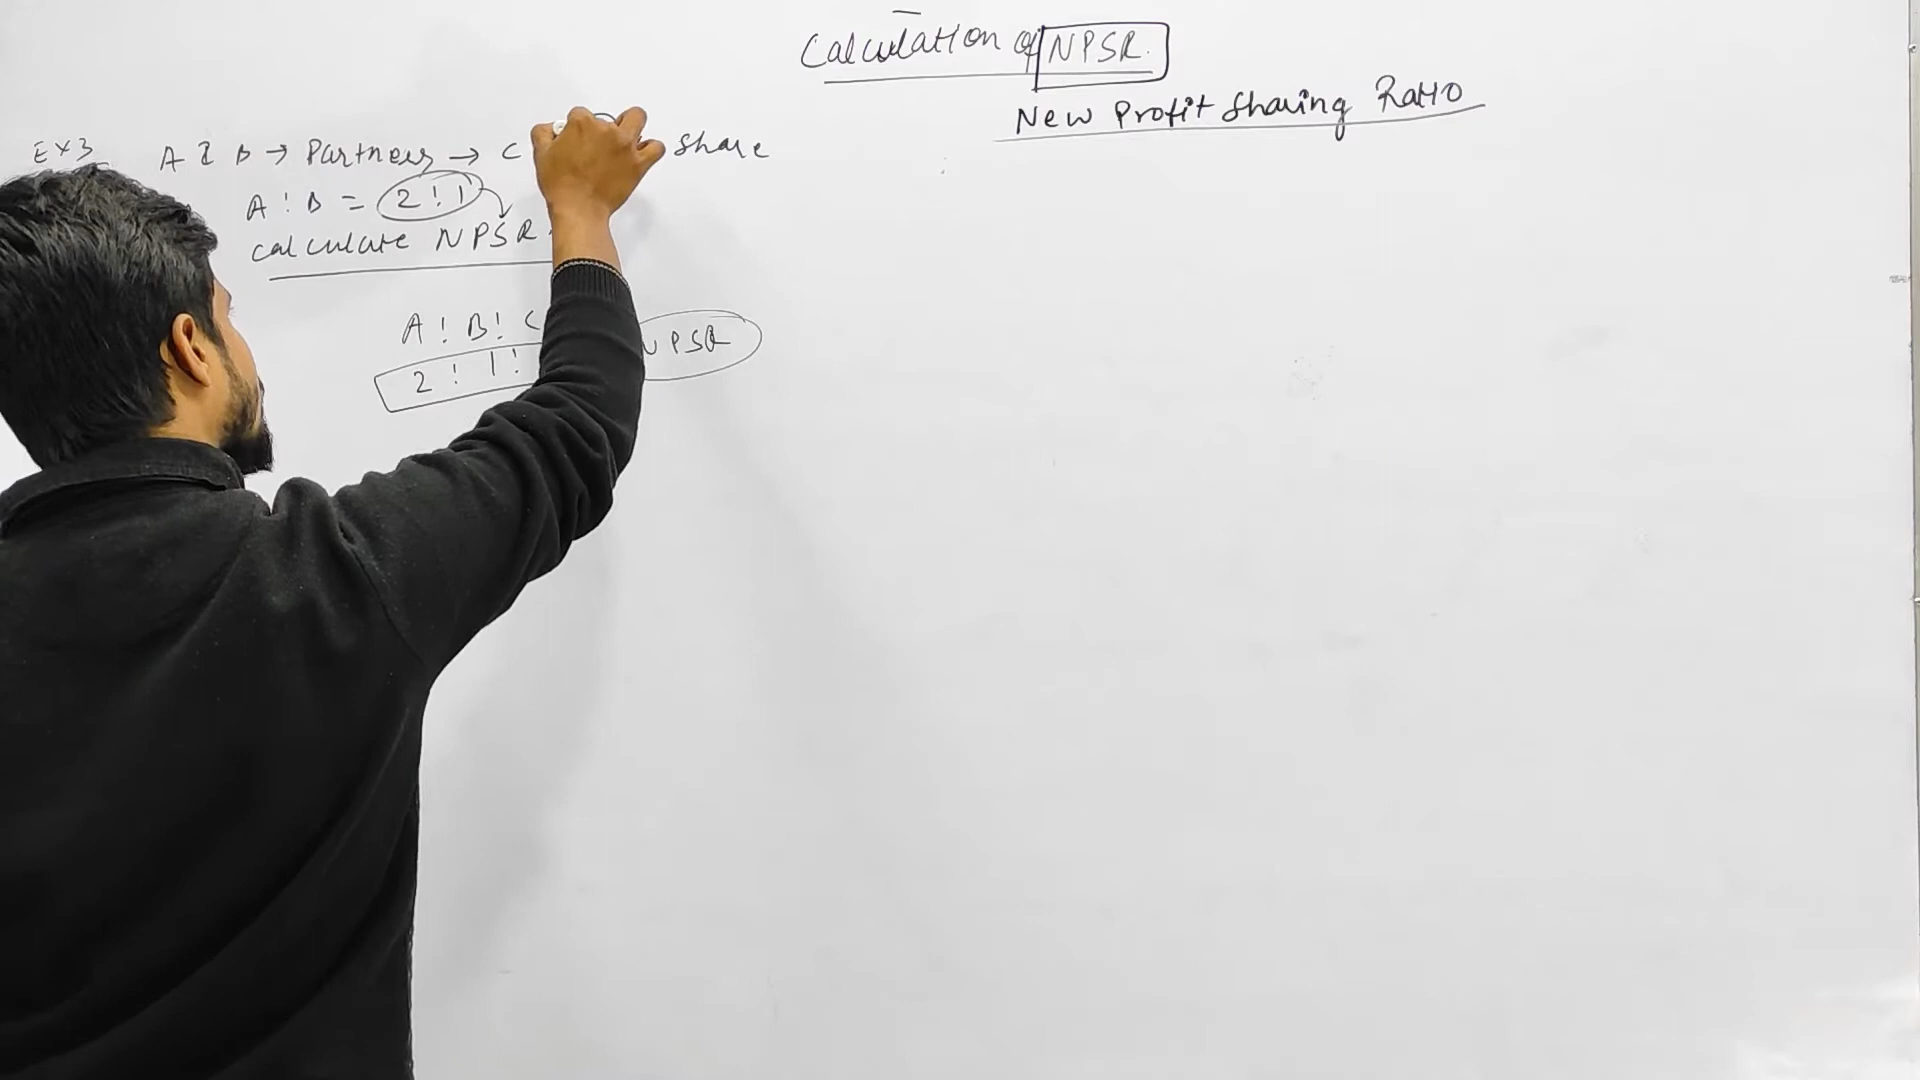 Calculation of NPSR.
New Profit Sharing Ratio
EX3 A & B → Partners → C share
A : B = 2 : 1
calculate NPSR.
A : B : C
2 : 1 : NPSR